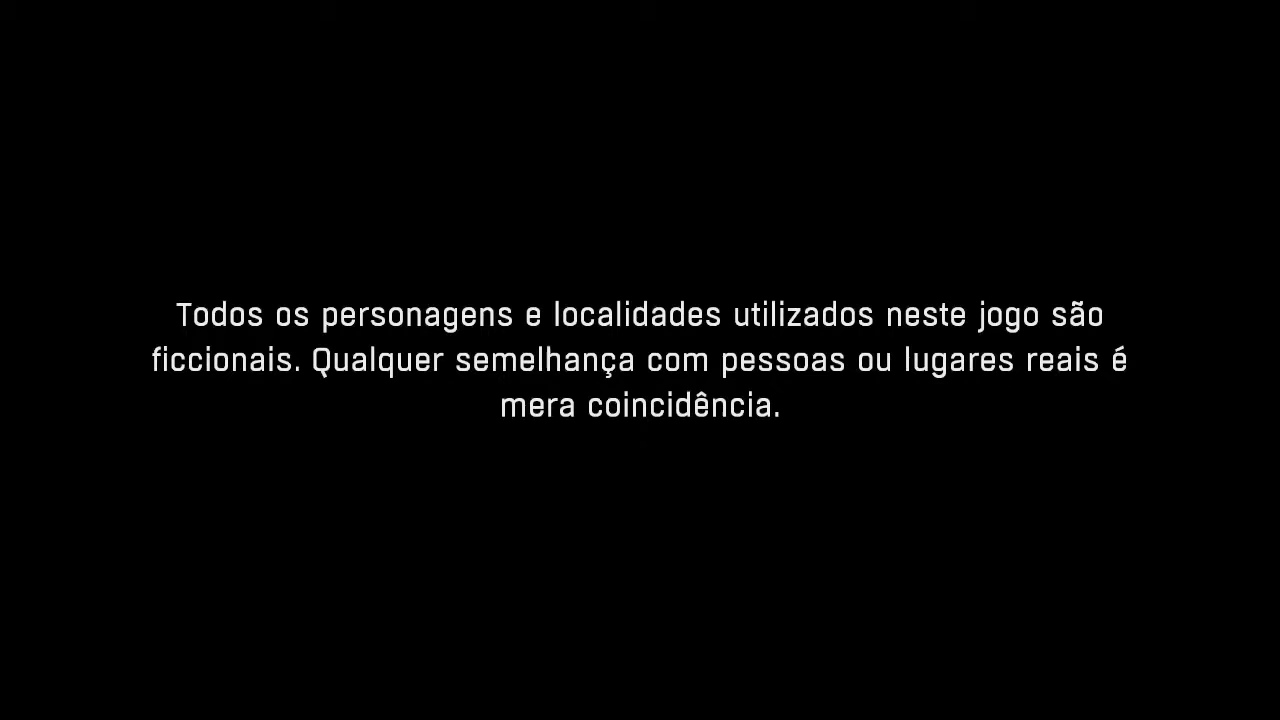 Todos os personagens e localidades utilizados neste jogo são
ficcionais. Qualquer semelhança com pessoas ou lugares reais é
mera coincidência.